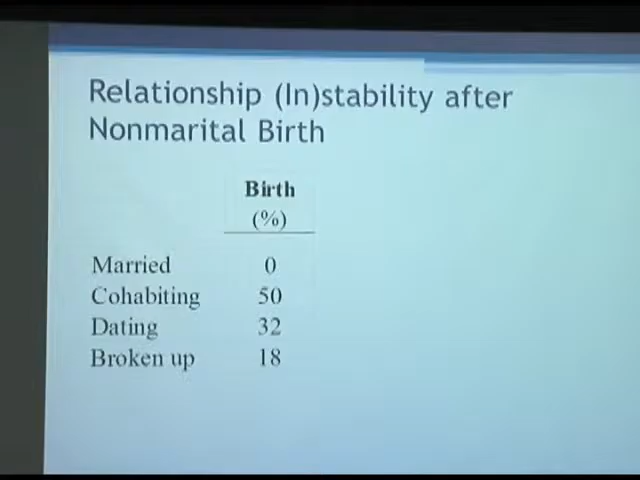 Relationship (In)stability after
Nonmarital Birth
Birth
(%)
Married 0
Cohabiting 50
Dating 32
Broken up 18